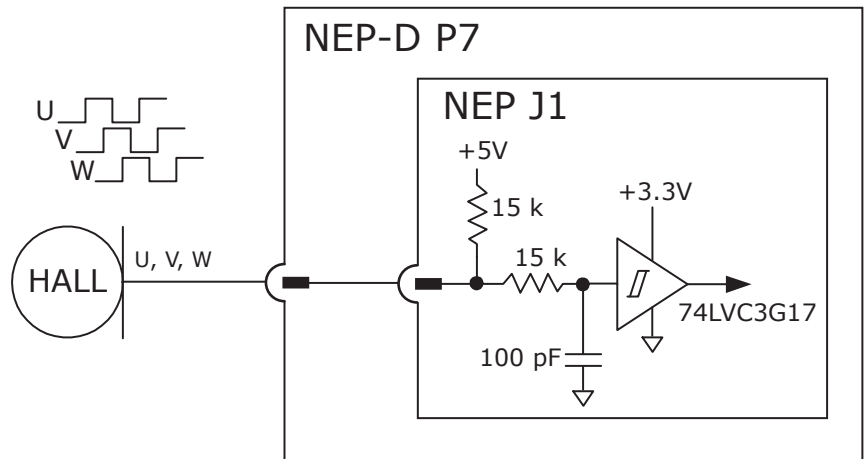 NEP-D P7
NEP J1
U
V
W
+5V
+3.3V
15 k
15 k
U, V, W
HALL
74LVC3G17
100 pF